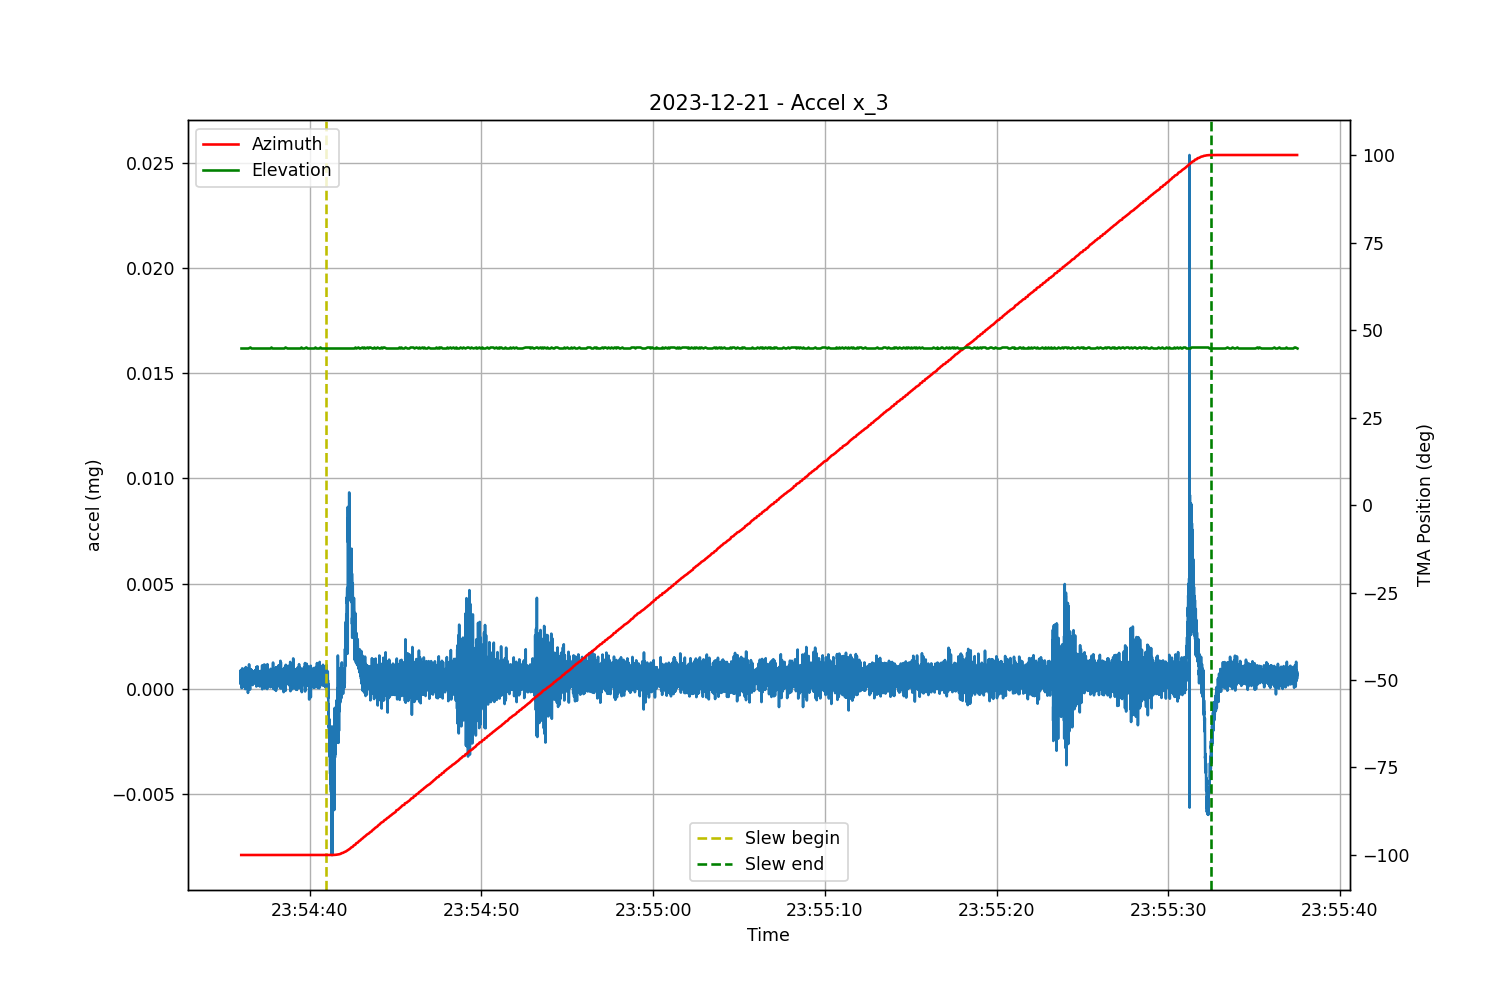 2023-12-21 - Accel x_3
Azimuth
Elevation
0.025
0.020
0.015
0.010
0.005
0.000
−0.005
accel (mg)
100
75
50
25
0
−25
−50
−75
−100
TMA Position (deg)
Slew begin
Slew end
23:54:40 23:54:50 23:55:00 23:55:10 23:55:20 23:55:30 23:55:40
Time